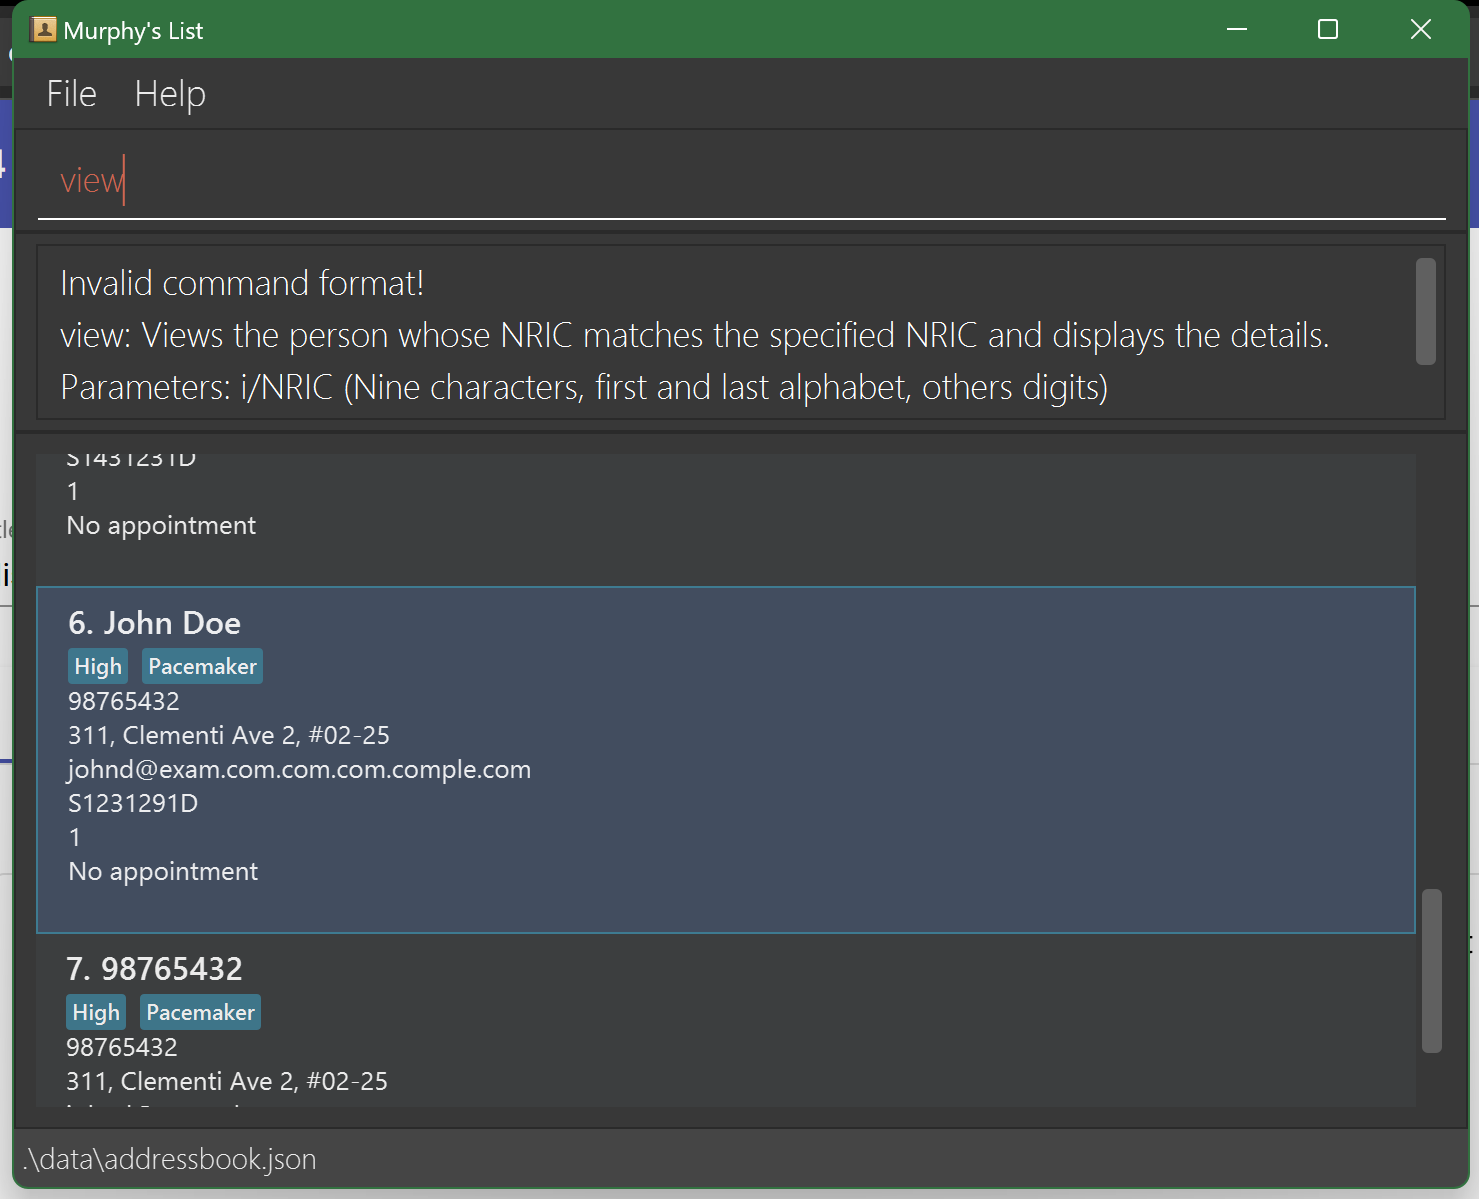 Murphy's List
File Help
view
Invalid command format!
view: Views the person whose NRIC matches the specified NRIC and displays the details.
Parameters: i/NRIC (Nine characters, first and last alphabet, others digits)
S1431231D
1
No appointment
6. John Doe
High Pacemaker
98765432
311, Clementi Ave 2, #02-25
johnd@exam.com.com.com.comple.com
S1231291D
1
No appointment
7. 98765432
High Pacemaker
98765432
311, Clementi Ave 2, #02-25
.\data\addressbook.json